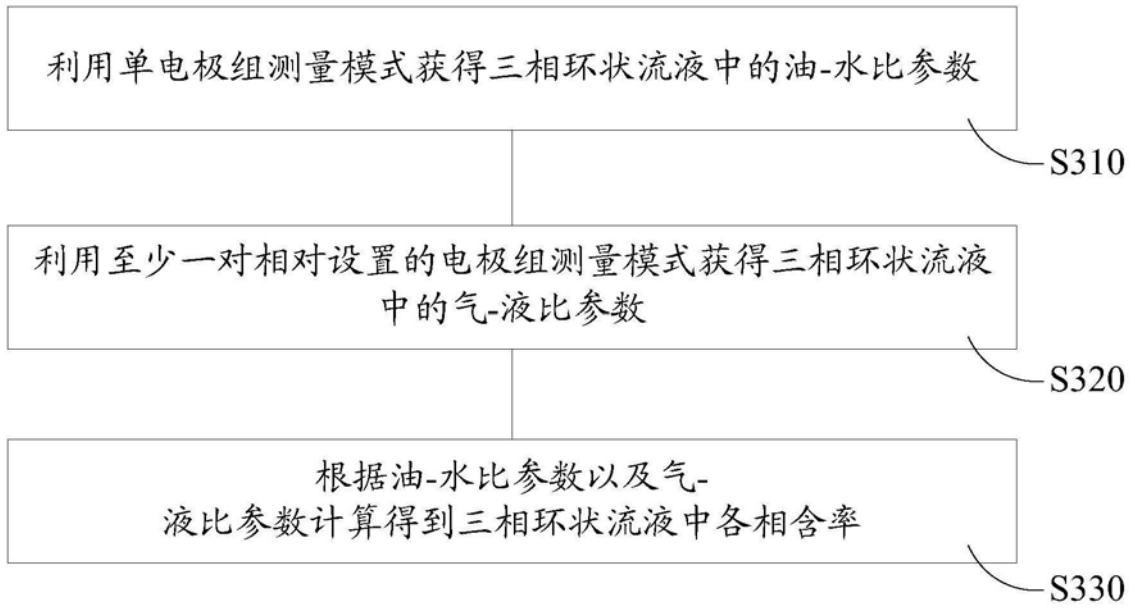 利用单电极组测量模式获得三相环状流液中的油-水比参数
S310
利用至少一对相对设置的电极组测量模式获得三相环状流液
中的气-液比参数
S320
根据油-水比参数以及气-
液比参数计算得到三相环状流液中各相含率
S330